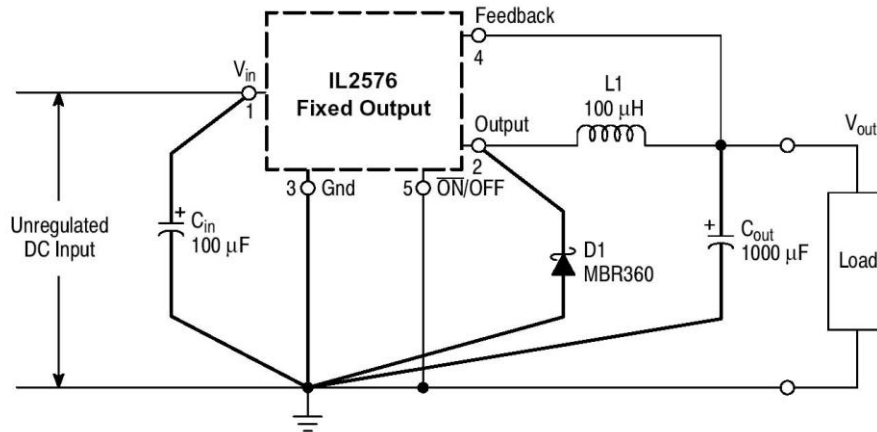 Feedback
4
V_in
1
IL2576
Fixed Output
L1
100 µH
Output
2
V_out
3 Gnd
5 ON/OFF
Unregulated
DC Input
+
C_in
100 µF
D1
MBR360
+
C_out
1000 µF
Load